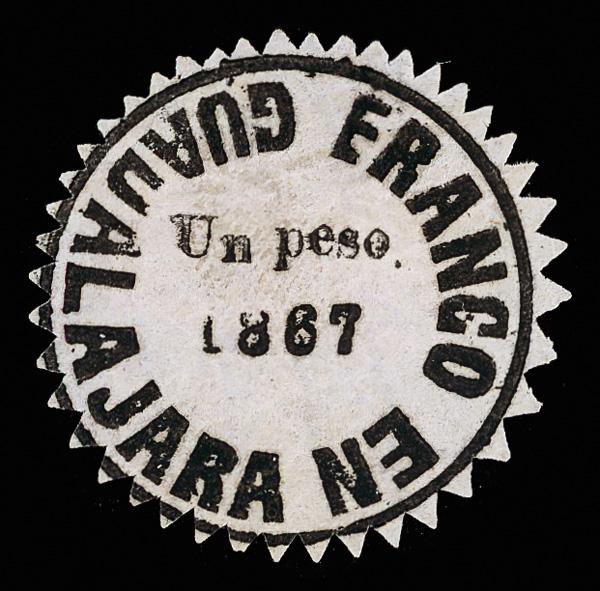 FRANCO EN GUADALAJARA
Un peso.
1867